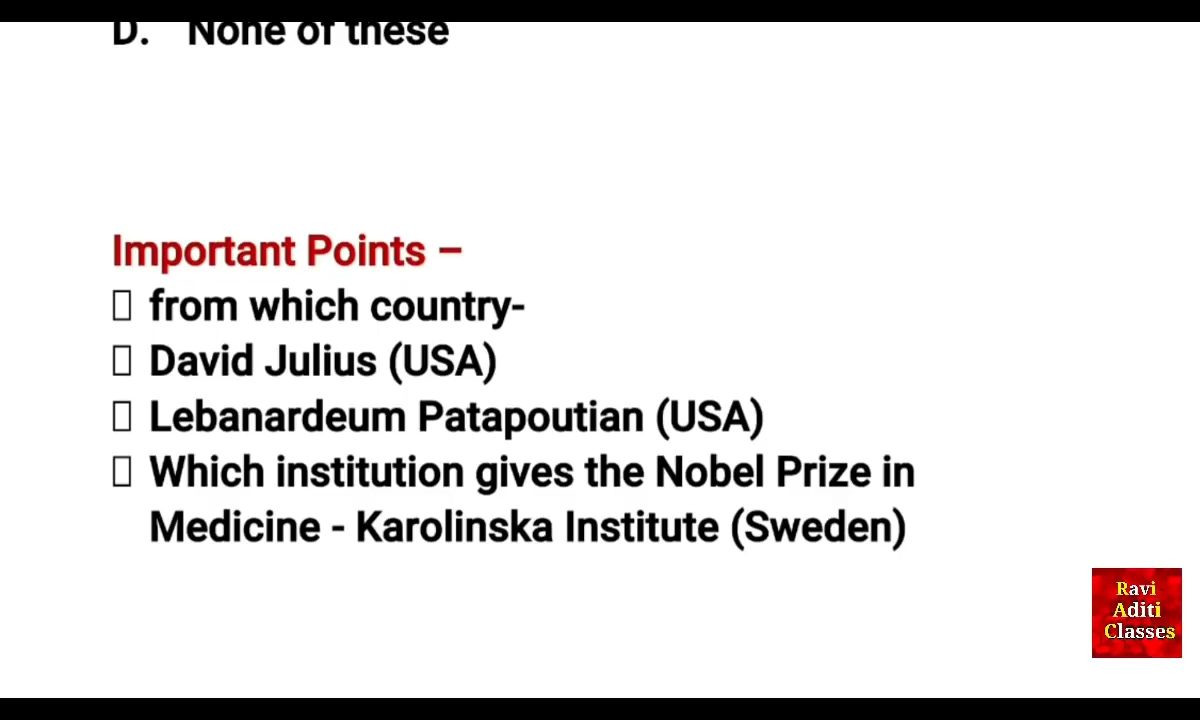 D. None of these
Important Points –
from which country-
David Julius (USA)
Lebanardeum Patapoutian (USA)
Which institution gives the Nobel Prize in
Medicine - Karolinska Institute (Sweden)
Ravi
Aditi
Classes